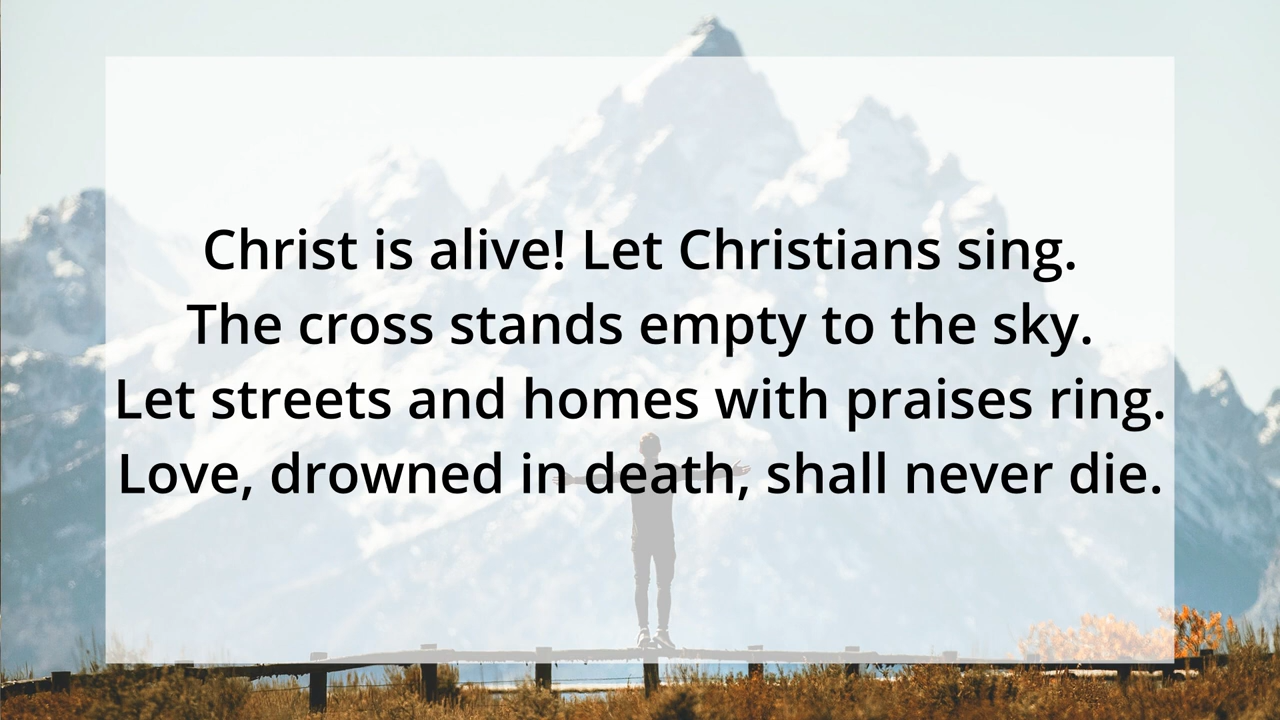 Christ is alive! Let Christians sing.
The cross stands empty to the sky.
Let streets and homes with praises ring.
Love, drowned in death, shall never die.